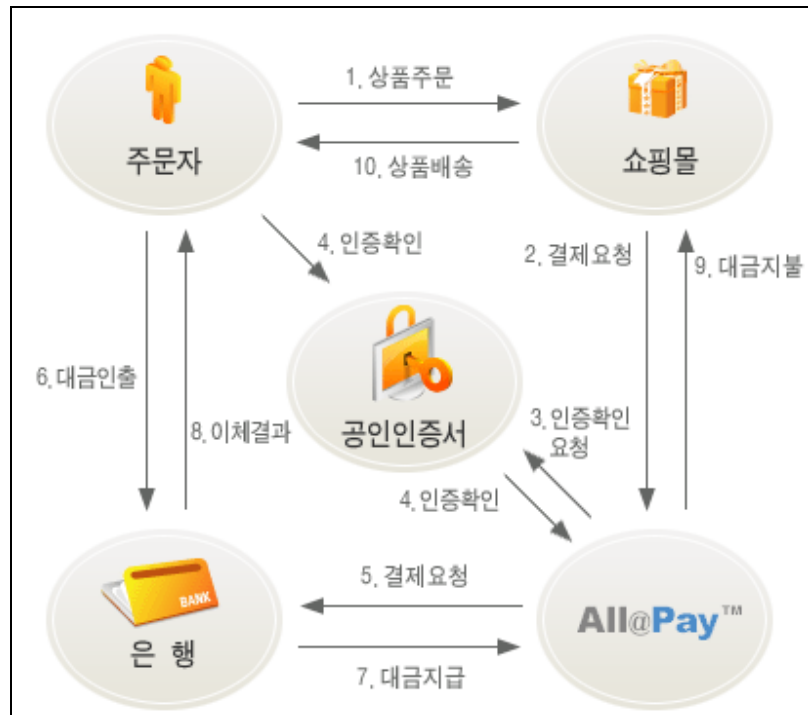 1. 상품주문
주문자
쇼핑몰
10. 상품배송
4. 인증확인
2. 결제요청
9. 대금지불
6. 대금인출
8. 이체결과
공인인증서
3. 인증확인
요청
4. 인증확인
5. 결제요청
BANK
은 행
All@Pay™
7. 대금지급